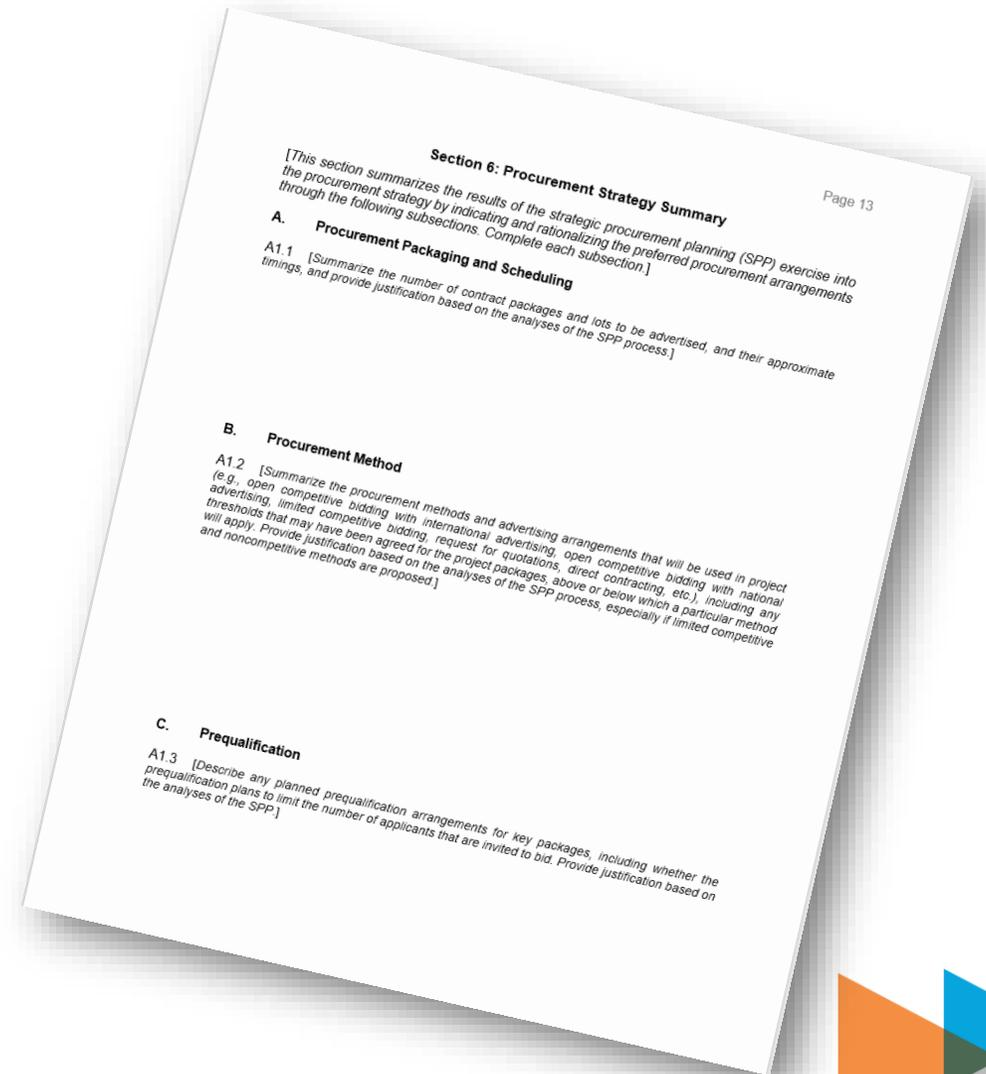 Page 13
Section 6: Procurement Strategy Summary
[This section summarizes the results of the strategic procurement planning (SPP) exercise into
the procurement strategy by indicating and rationalizing the preferred procurement arrangements
through the following subsections. Complete each subsection.]
A. Procurement Packaging and Scheduling
A1.1 [Summarize the number of contract packages and lots to be advertised, and their approximate
timings, and provide justification based on the analyses of the SPP process.]
B. Procurement Method
A1.2 [Summarize the procurement methods and advertising arrangements that will be used in project
(e.g., open competitive bidding with international advertising, open competitive bidding with national
advertising, limited competitive bidding, request for quotations, direct contracting, etc.), including any
thresholds that may have been agreed for the project packages, above or below which a particular method
will apply. Provide justification based on the analyses of the SPP process, especially if limited competitive
and noncompetitive methods are proposed.]
C. Prequalification
A1.3 [Describe any planned prequalification arrangements for key packages, including whether the
prequalification plans to limit the number of applicants that are invited to bid. Provide justification based on
the analyses of the SPP.]